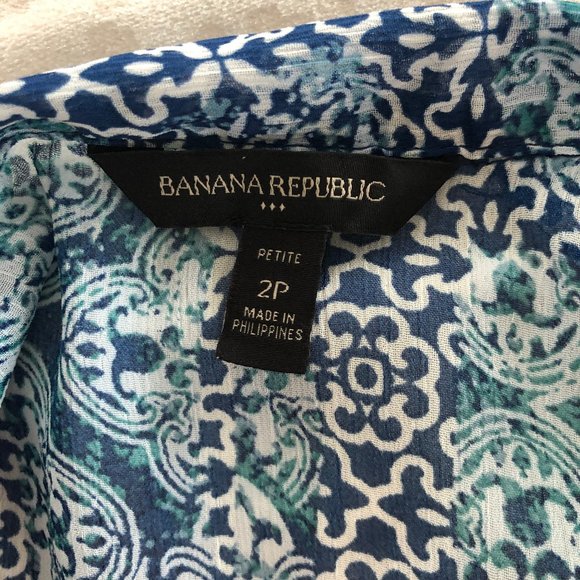 BANANA REPUBLIC
PETITE
2P
MADE IN
PHILIPPINES